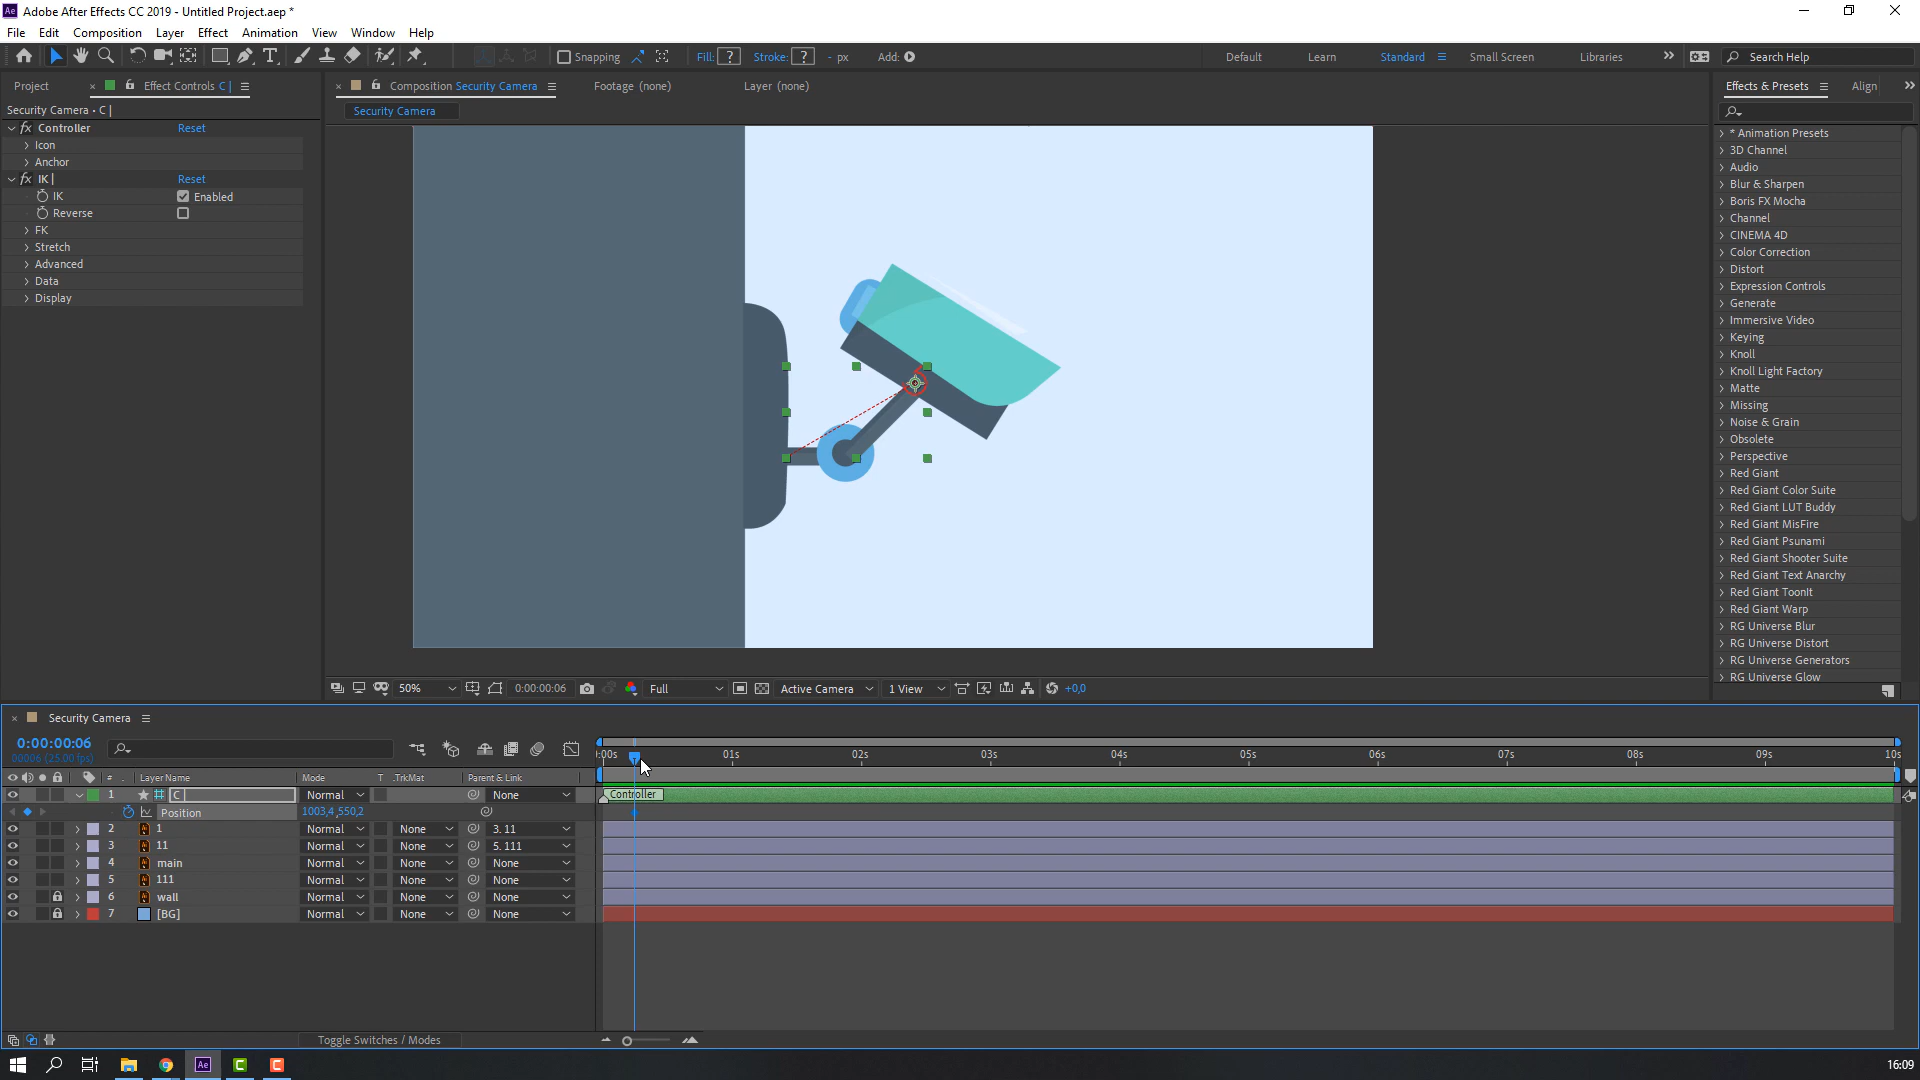 Ae Adobe After Effects CC 2019 - Untitled Project.aep *
File Edit Composition Layer Effect Animation View Window Help
Snapping Fill: ? Stroke: ? - px Add: Default Learn Standard Small Screen Libraries Search Help
Project Effect Controls C | Composition Security Camera Footage (none) Layer (none) Effects & Presets Align
Security Camera • C |
Security Camera
fx Controller Reset
Icon
Anchor
fx IK | Reset
IK Enabled
Reverse
FK
Stretch
Advanced
Data
Display
* Animation Presets
3D Channel
Audio
Blur & Sharpen
Boris FX Mocha
Channel
CINEMA 4D
Color Correction
Distort
Expression Controls
Generate
Immersive Video
Keying
Knoll
Knoll Light Factory
Matte
Missing
Noise & Grain
Obsolete
Perspective
Red Giant
Red Giant Color Suite
Red Giant LUT Buddy
Red Giant MisFire
Red Giant Psunami
Red Giant Shooter Suite
Red Giant Text Anarchy
Red Giant ToonIt
Red Giant Warp
RG Universe Blur
RG Universe Distort
RG Universe Generators
RG Universe Glow
50% 0:00:00:06 Full Active Camera 1 View +0,0
Security Camera
0:00:00:06
00006 (25.00 fps)
:00s 01s 02s 03s 04s 05s 06s 07s 08s 09s 10s
# . Layer Name Mode T .TrkMat Parent & Link
1 C | Normal None Controller
Position 1003,4 ,550,2
2 1 Normal None 3. 11
3 11 Normal None 5. 111
4 main Normal None None
5 111 Normal None None
6 wall Normal None None
7 [BG] Normal None None
Toggle Switches / Modes
Ae C C 16:09